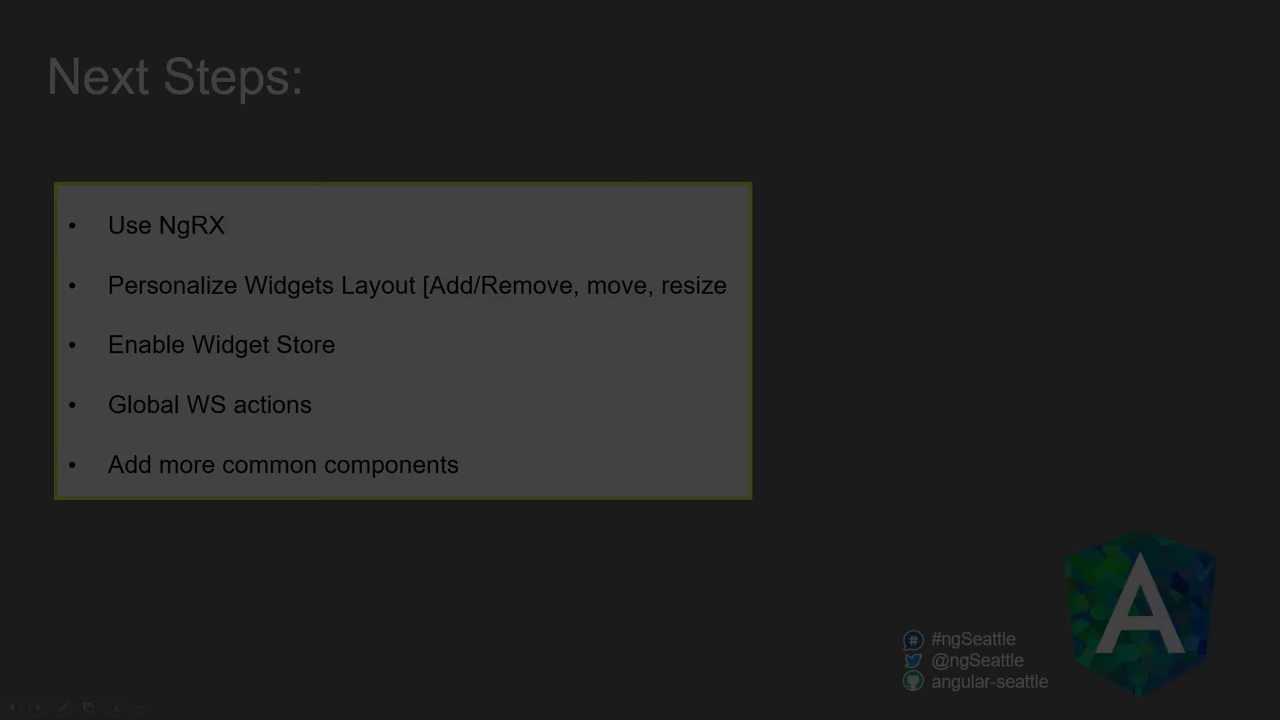 Next Steps:
• Use NgRX
• Personalize Widgets Layout [Add/Remove, move, resize
• Enable Widget Store
• Global WS actions
• Add more common components
#ngSeattle
@ngSeattle
angular-seattle
A